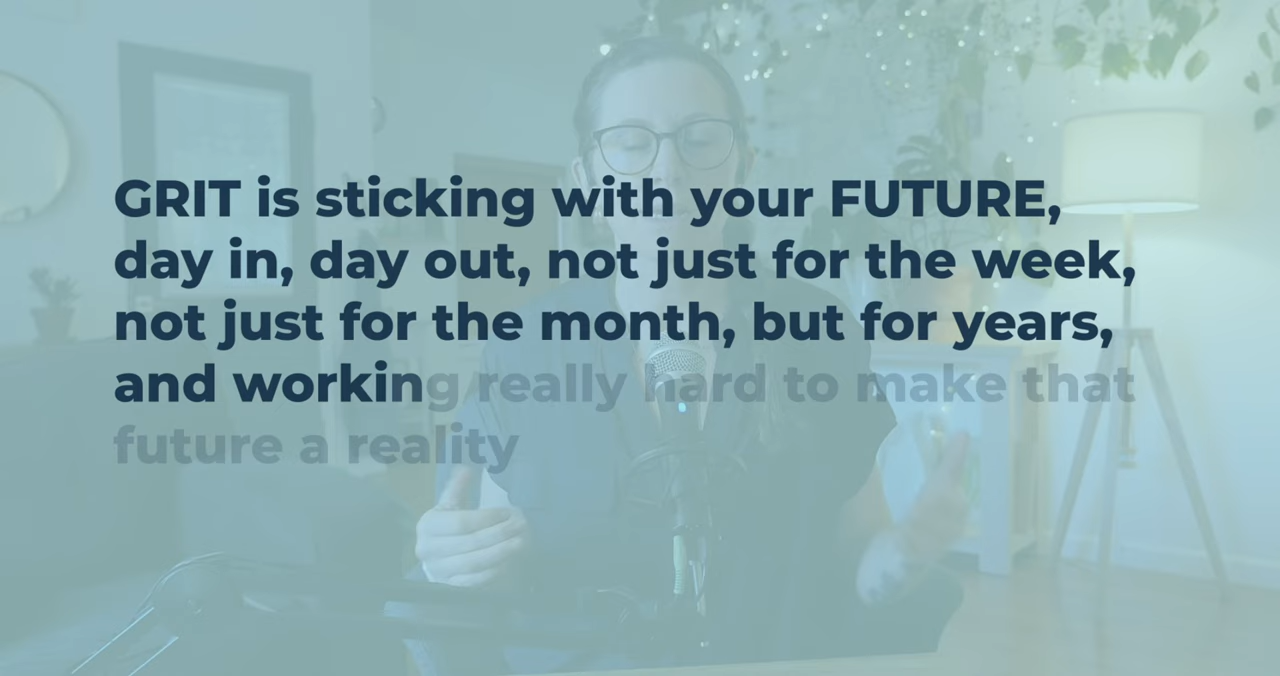 GRIT is sticking with your FUTURE,
day in, day out, not just for the week,
not just for the month, but for years,
and working really hard to make that
future a reality